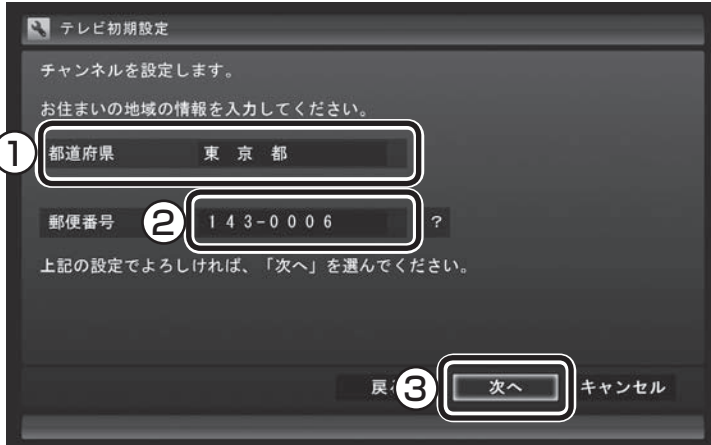 テレビ初期設定
チャンネルを設定します。
お住まいの地域の情報を入力してください。
① 都道府県 東京都
郵便番号 ② 143-0006 ?
上記の設定でよろしければ、「次へ」を選んでください。
戻 ③ 次へ キャンセル